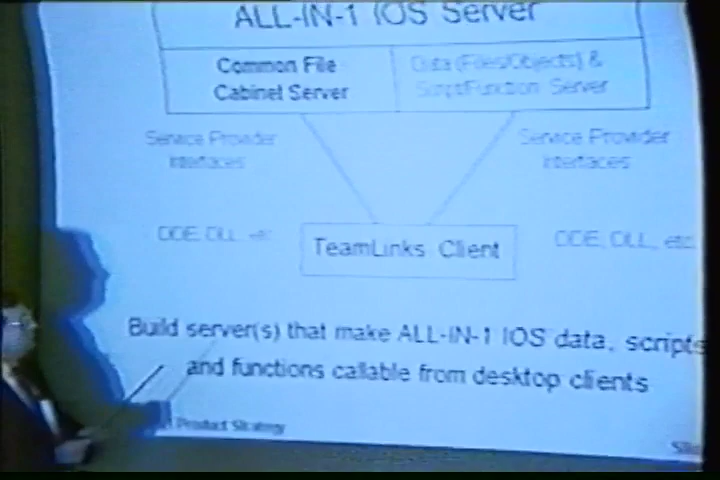 ALL-IN-1 IOS Server
Common File
Cabinet Server
Data (Files/Objects) &
Script/Function Server
Service Provider
Interfaces
Service Provider
Interfaces
DDE, DLL, etc
DDE, DLL, etc
TeamLinks Client
Build server(s) that make ALL-IN-1 IOS data, scripts
and functions callable from desktop clients
Product Strategy